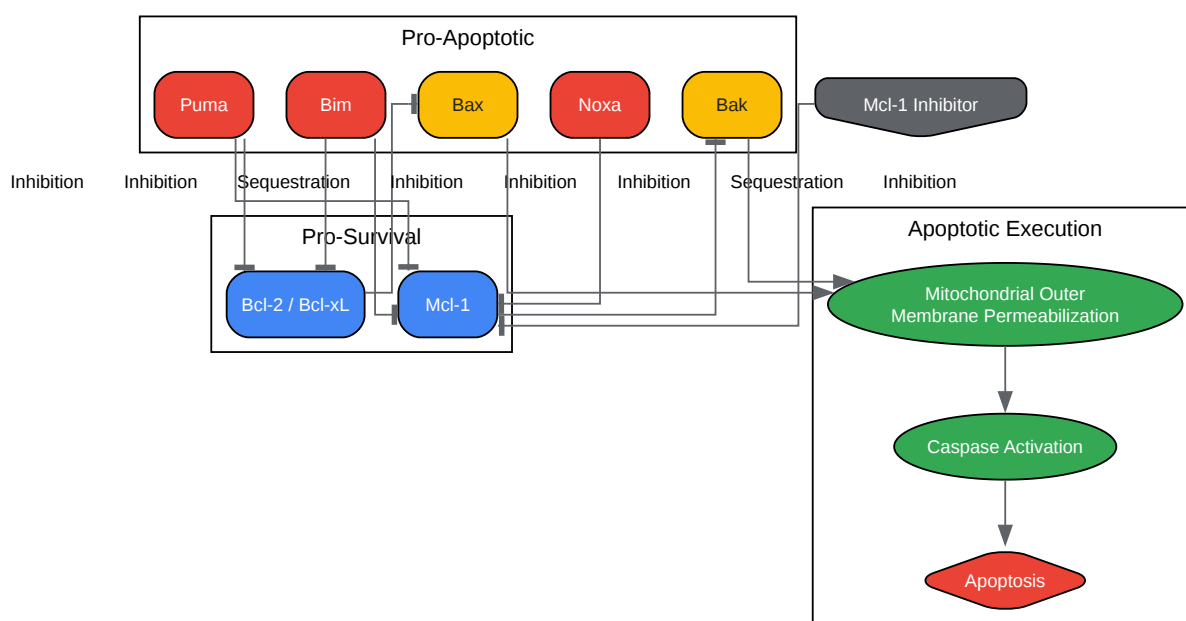 Pro-Apoptotic
Puma
Bim
Bax
Noxa
Bak
Mcl-1 Inhibitor
Inhibition
Inhibition
Sequestration
Inhibition
Inhibition
Inhibition
Sequestration
Inhibition
Pro-Survival
Bcl-2 / Bcl-xL
Mcl-1
Apoptotic Execution
Mitochondrial Outer
Membrane Permeabilization
Caspase Activation
Apoptosis